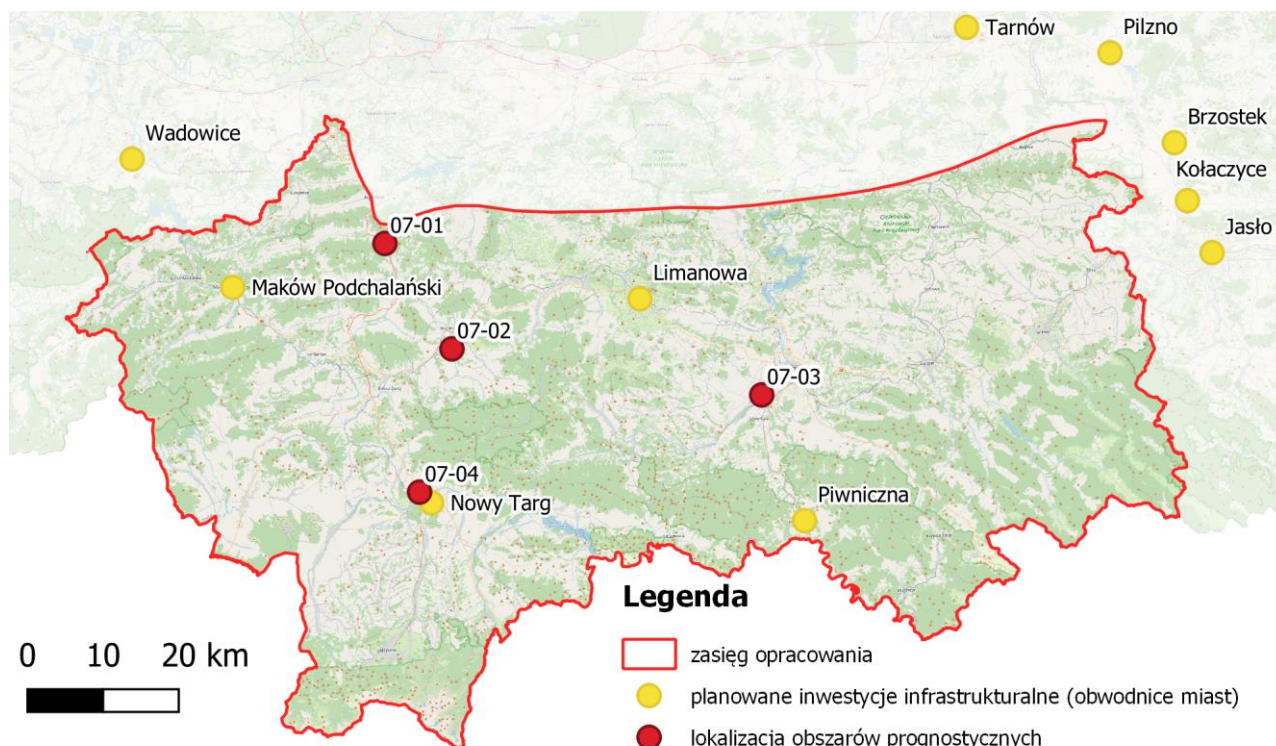 Tarnów
Pilzno
Wadowice
Brzostek
Kołaczyce
Jasło
07-01
Maków Podchalański
Limanowa
07-02
07-03
07-04
Nowy Targ
Piwniczna
Legenda
0 10 20 km
zasięg opracowania
planowane inwestycje infrastrukturalne (obwodnice miast)
lokalizacja obszarów prognostycznych